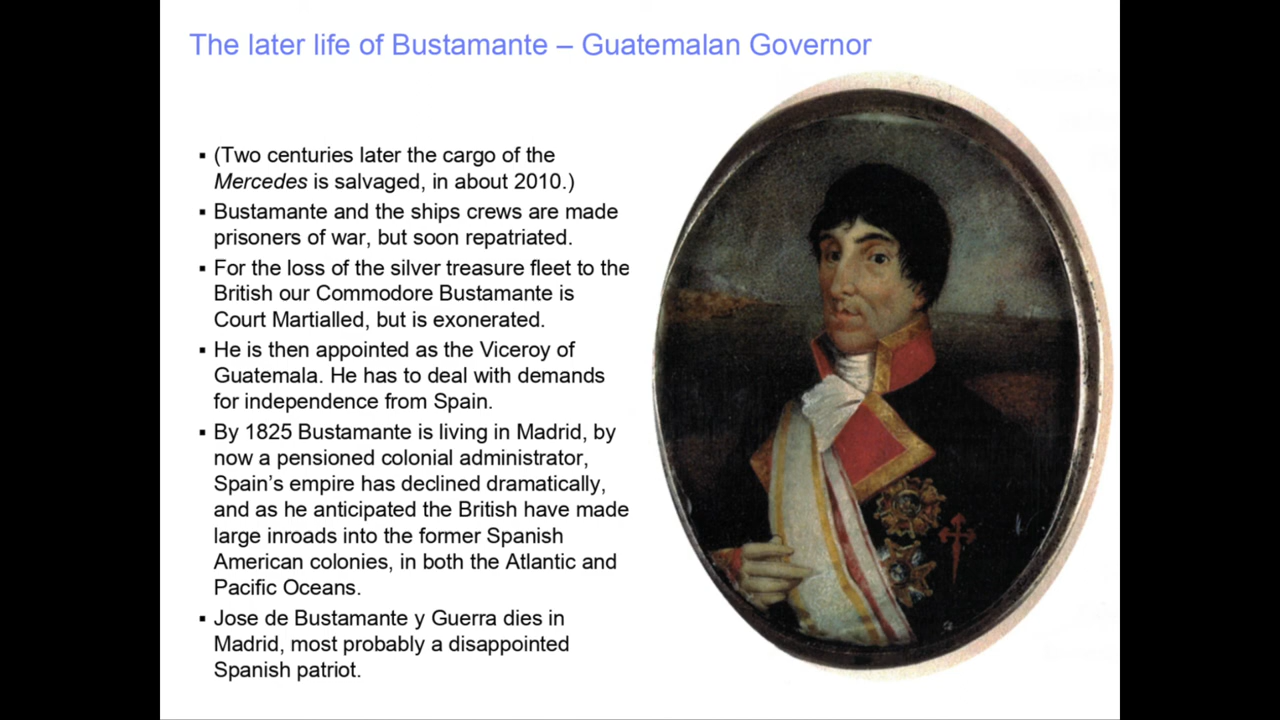 The later life of Bustamante – Guatemalan Governor
▪ (Two centuries later the cargo of the
Mercedes is salvaged, in about 2010.)
▪ Bustamante and the ships crews are made
prisoners of war, but soon repatriated.
▪ For the loss of the silver treasure fleet to the
British our Commodore Bustamante is
Court Martialled, but is exonerated.
▪ He is then appointed as the Viceroy of
Guatemala. He has to deal with demands
for independence from Spain.
▪ By 1825 Bustamante is living in Madrid, by
now a pensioned colonial administrator,
Spain’s empire has declined dramatically,
and as he anticipated the British have made
large inroads into the former Spanish
American colonies, in both the Atlantic and
Pacific Oceans.
▪ Jose de Bustamante y Guerra dies in
Madrid, most probably a disappointed
Spanish patriot.